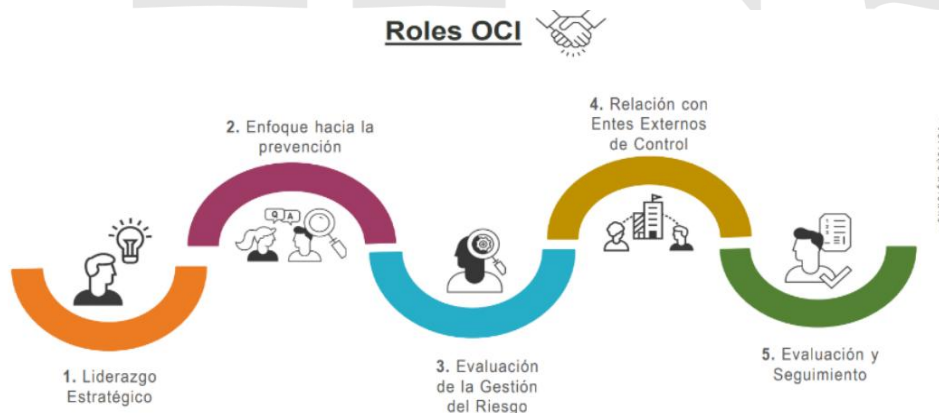 Roles OCI
1. Liderazgo
Estratégico
2. Enfoque hacia la
prevención
Q A
3. Evaluación
de la Gestión
del Riesgo
4. Relación con
Entes Externos
de Control
5. Evaluación y
Seguimiento